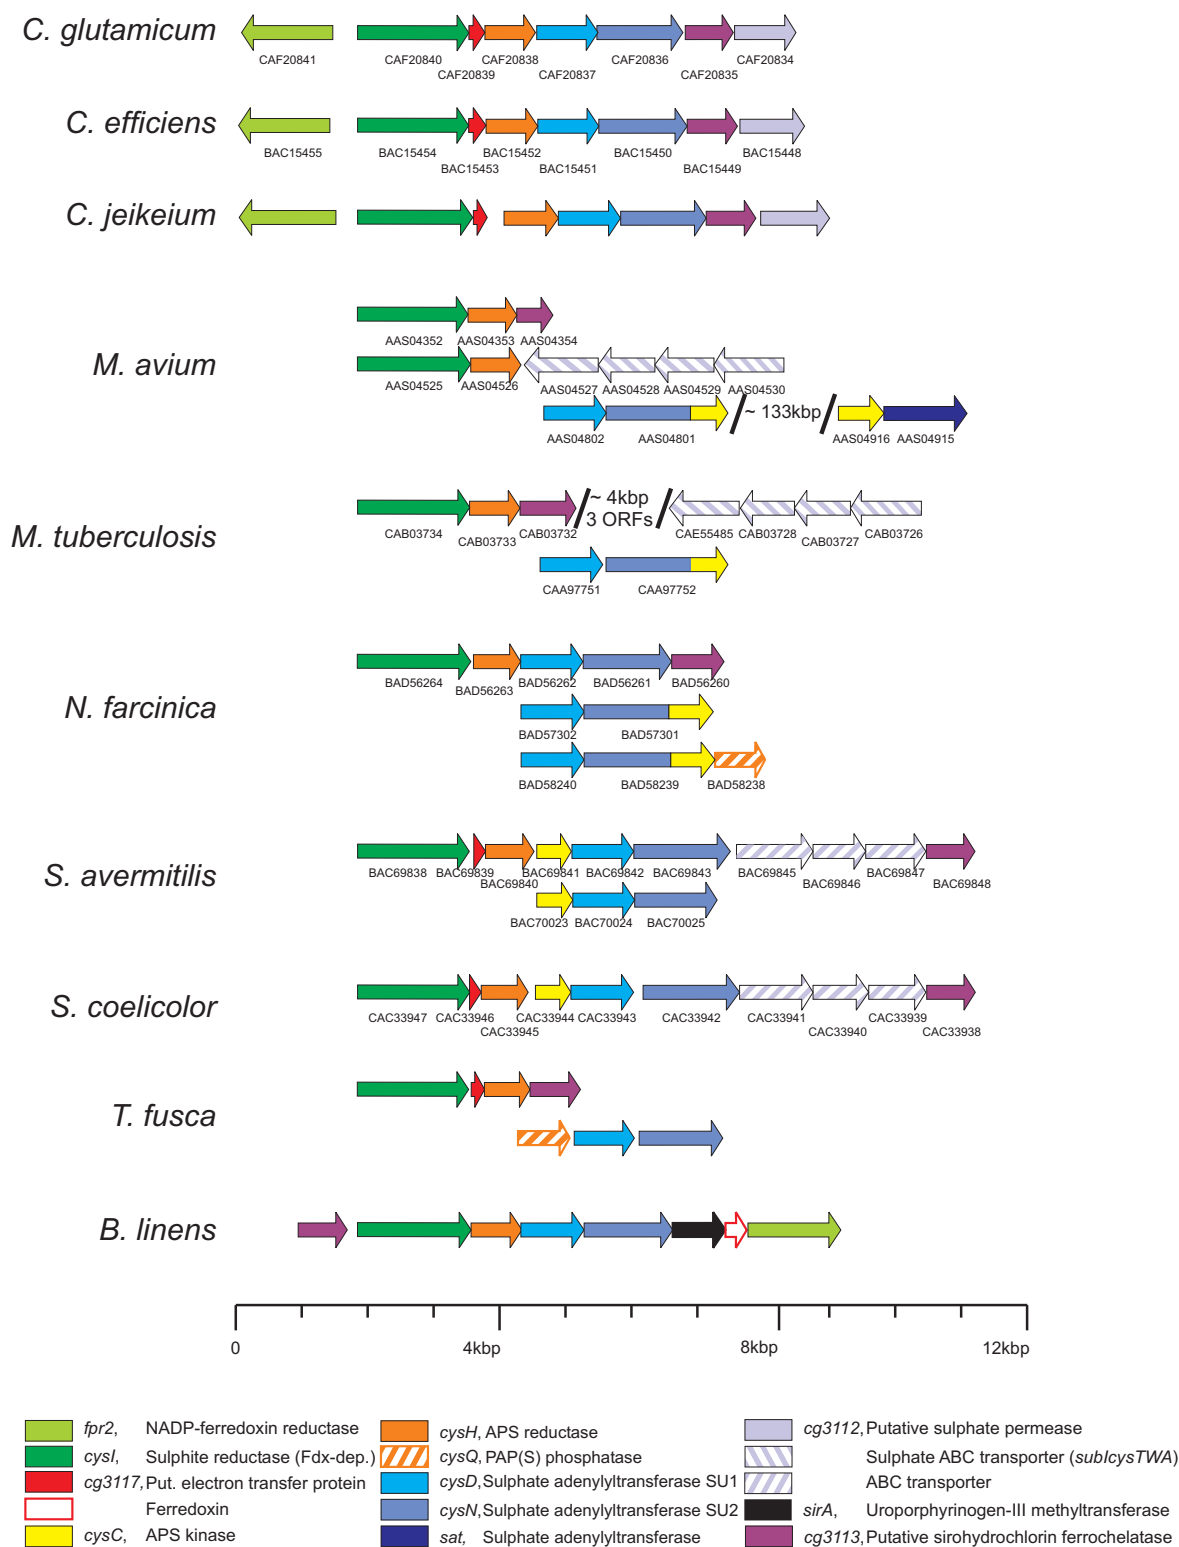 C. glutamicum
CAF20841 CAF20840 CAF20838 CAF20836 CAF20834
CAF20839 CAF20837 CAF20835
C. efficiens
BAC15455 BAC15454 BAC15452 BAC15450 BAC15448
BAC15453 BAC15451 BAC15449
C. jeikeium
AAS04352 AAS04353 AAS04354
M. avium
AAS04525 AAS04526 AAS04527 AAS04528 AAS04529 AAS04530
~ 133kbp
AAS04802 AAS04801 AAS04916 AAS04915
~ 4kbp
3 ORFs
M. tuberculosis
CAB03734 CAB03733 CAB03732 CAE55485 CAB03728 CAB03727 CAB03726
CAA97751 CAA97752
BAD56264 BAD56263 BAD56262 BAD56261 BAD56260
N. farcinica
BAD57302 BAD57301
BAD58240 BAD58239 BAD58238
S. avermitilis
BAC69838 BAC69839 BAC69841 BAC69842 BAC69843 BAC69845 BAC69847
BAC69840 BAC69846 BAC69848
BAC70023 BAC70024 BAC70025
S. coelicolor
CAC33947 CAC33946 CAC33944 CAC33943 CAC33942 CAC33941 CAC33939
CAC33945 CAC33940 CAC33938
T. fusca
B. linens
0 4kbp 8kbp 12kbp
fpr2, NADP-ferredoxin reductase
cysI, Sulphite reductase (Fdx-dep.)
cg3117, Put. electron transfer protein
Ferredoxin
cysC, APS kinase
cysH, APS reductase
cysQ, PAP(S) phosphatase
cysD, Sulphate adenylyltransferase SU1
cysN, Sulphate adenylyltransferase SU2
sat, Sulphate adenylyltransferase
cg3112, Putative sulphate permease
Sulphate ABC transporter (subIcysTWA)
ABC transporter
sirA, Uroporphyrinogen-III methyltransferase
cg3113, Putative sirohydrochlorin ferrochelatase